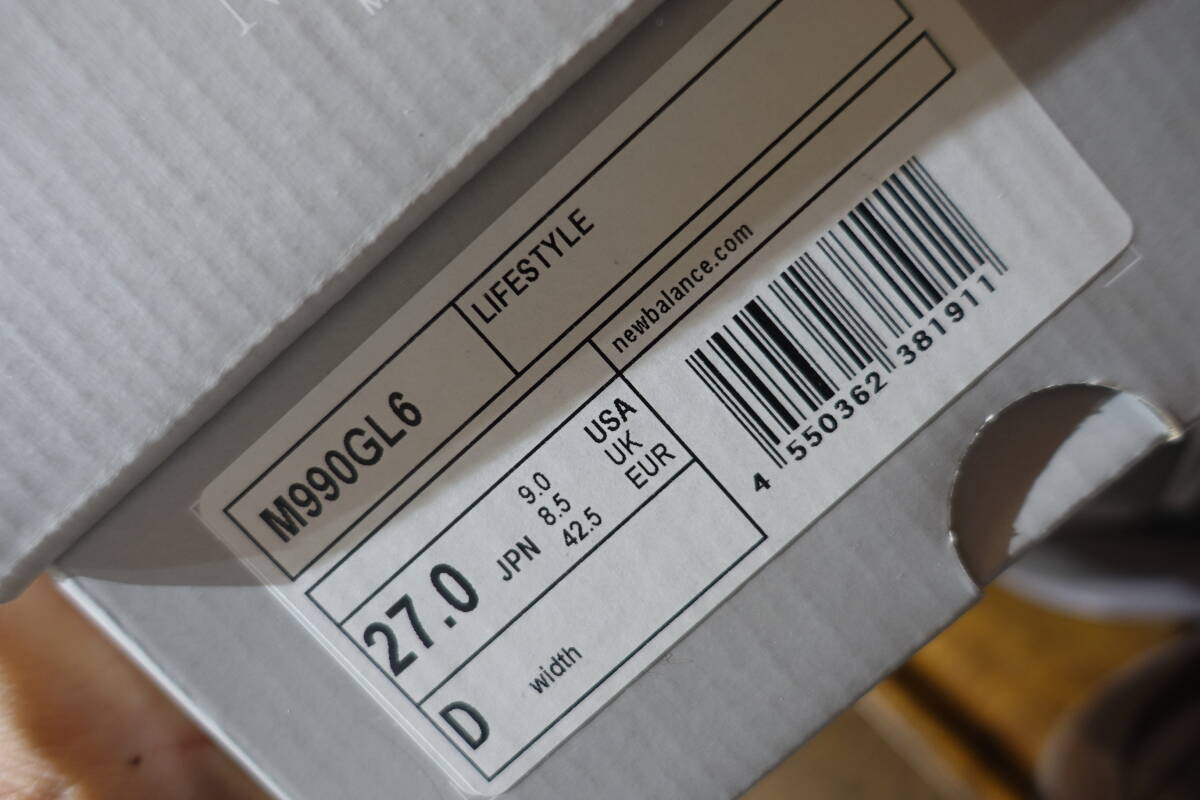 M990GL6
LIFESTYLE
newbalance.com
27.0 JPN
9.0 USA
8.5 UK
42.5 EUR
D width
4 550362 381911